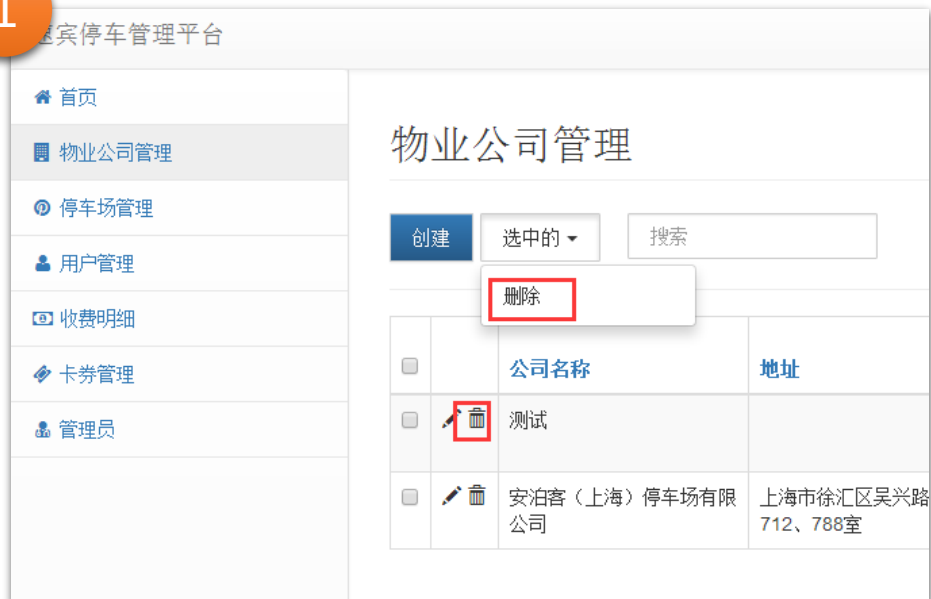 1
速宾停车管理平台
首页
物业公司管理
停车场管理
用户管理
收费明细
卡券管理
管理员
物业公司管理
创建
选中的
搜索
删除
公司名称
地址
测试
安泊客（上海）停车场有限
公司
上海市徐汇区吴兴路
712、788室